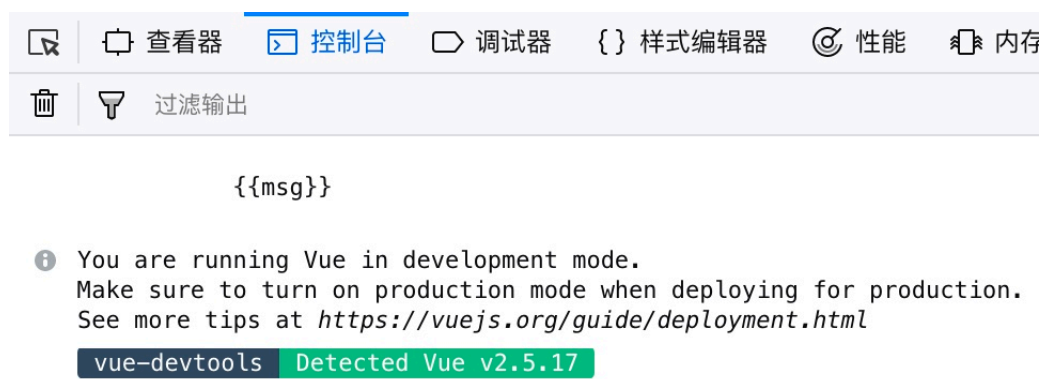 查看器 控制台 调试器 {} 样式编辑器 性能 内存
过滤输出
{{msg}}
You are running Vue in development mode.
Make sure to turn on production mode when deploying for production.
See more tips at https://vuejs.org/guide/deployment.html
vue-devtools Detected Vue v2.5.17